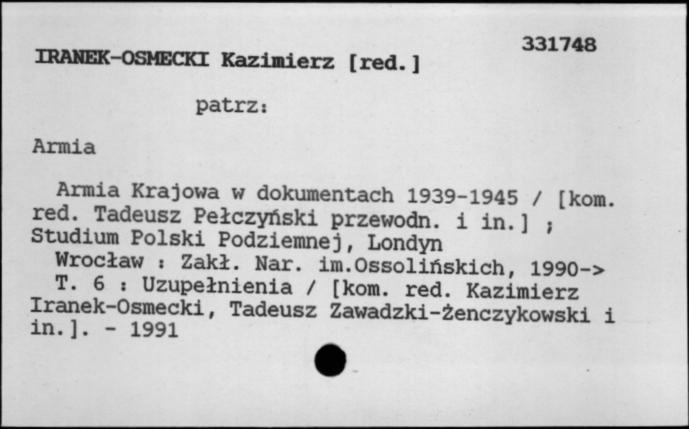 331748
IRANEK-OSMECKI Kazimierz [red.]
patrz:
Armia
Armia Krajowa w dokumentach 1939-1945 / [kom.
red. Tadeusz Pełczyński przewodn. i in.] ;
Studium Polski Podziemnej, Londyn
Wrocław : Zakł. Nar. im.Ossolińskich, 1990->
T. 6 : Uzupełnienia / [kom. red. Kazimierz
Iranek-Osmecki, Tadeusz Zawadzki-Żenczykowski i
in.]. - 1991